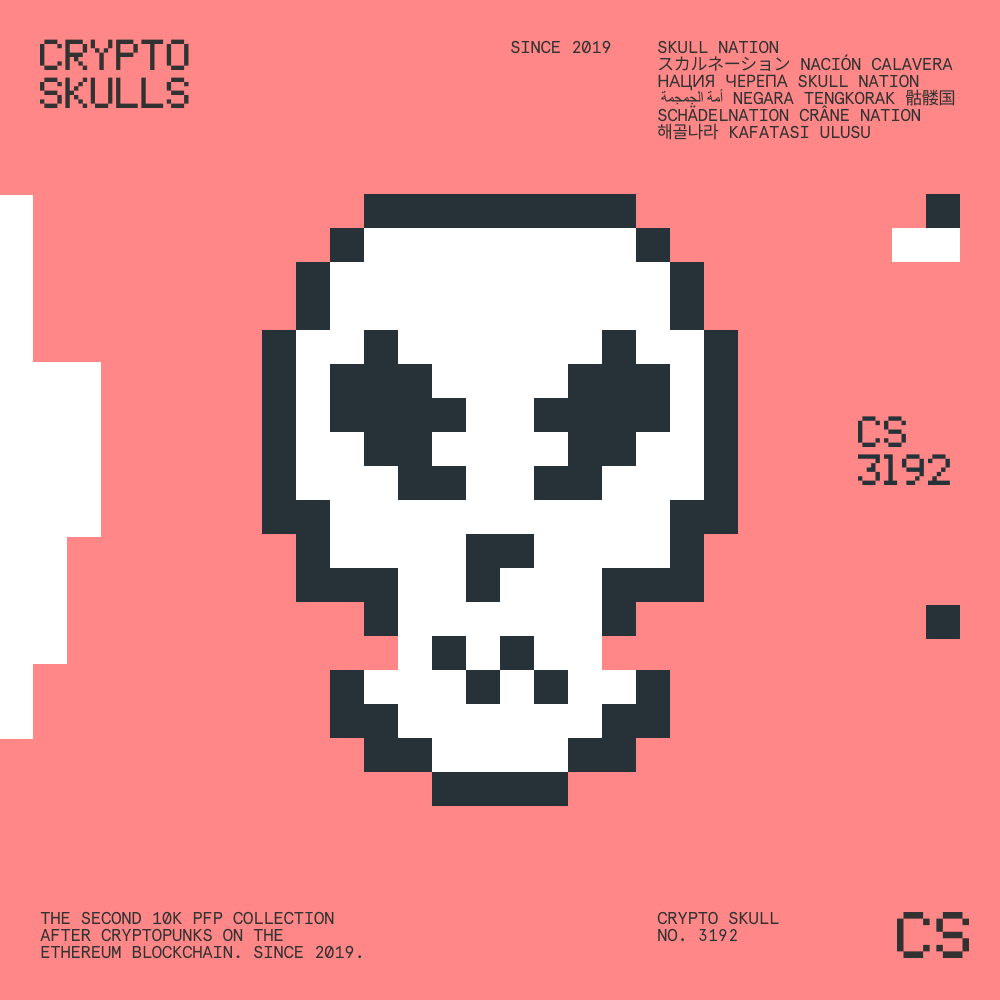 CRYPTO
SKULLS
SINCE 2019
SKULL NATION
スカルネーション NACIÓN CALAVERA
НАЦИЯ ЧЕРЕПА SKULL NATION
أمة الجمجمة NEGARA TENGKORAK 骷髅国
SCHÄDELNATION CRÂNE NATION
해골나라 KAFATASI ULUSU
CS
3192
THE SECOND 10K PFP COLLECTION
AFTER CRYPTOPUNKS ON THE
ETHEREUM BLOCKCHAIN. SINCE 2019.
CRYPTO SKULL
NO. 3192
CS